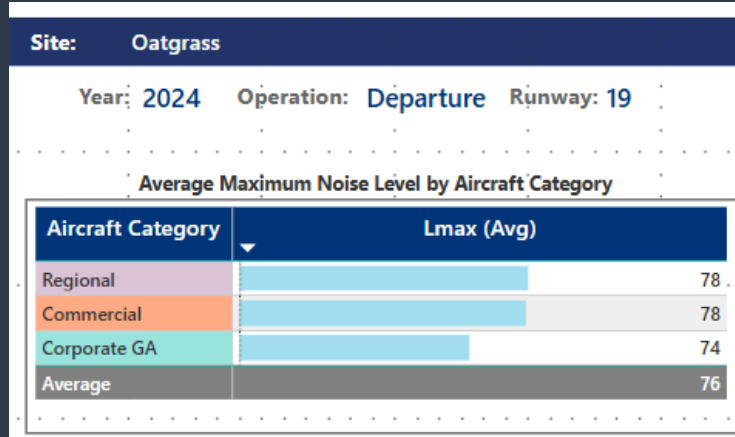 Site: Oatgrass
Year: 2024 Operation: Departure Runway: 19
Average Maximum Noise Level by Aircraft Category
Aircraft Category Lmax (Avg)
Regional 78
Commercial 78
Corporate GA 74
Average 76